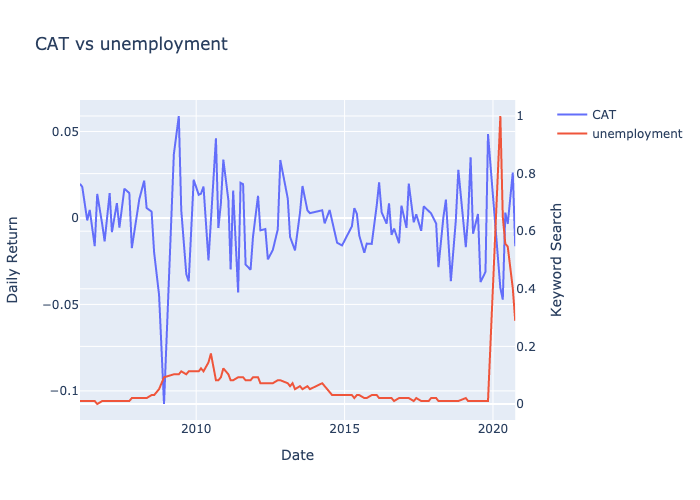 CAT vs unemployment
CAT
unemployment
0.05
0
−0.05
−0.1
1
0.8
0.6
0.4
0.2
0
2010
2015
2020
Daily Return
Keyword Search
Date